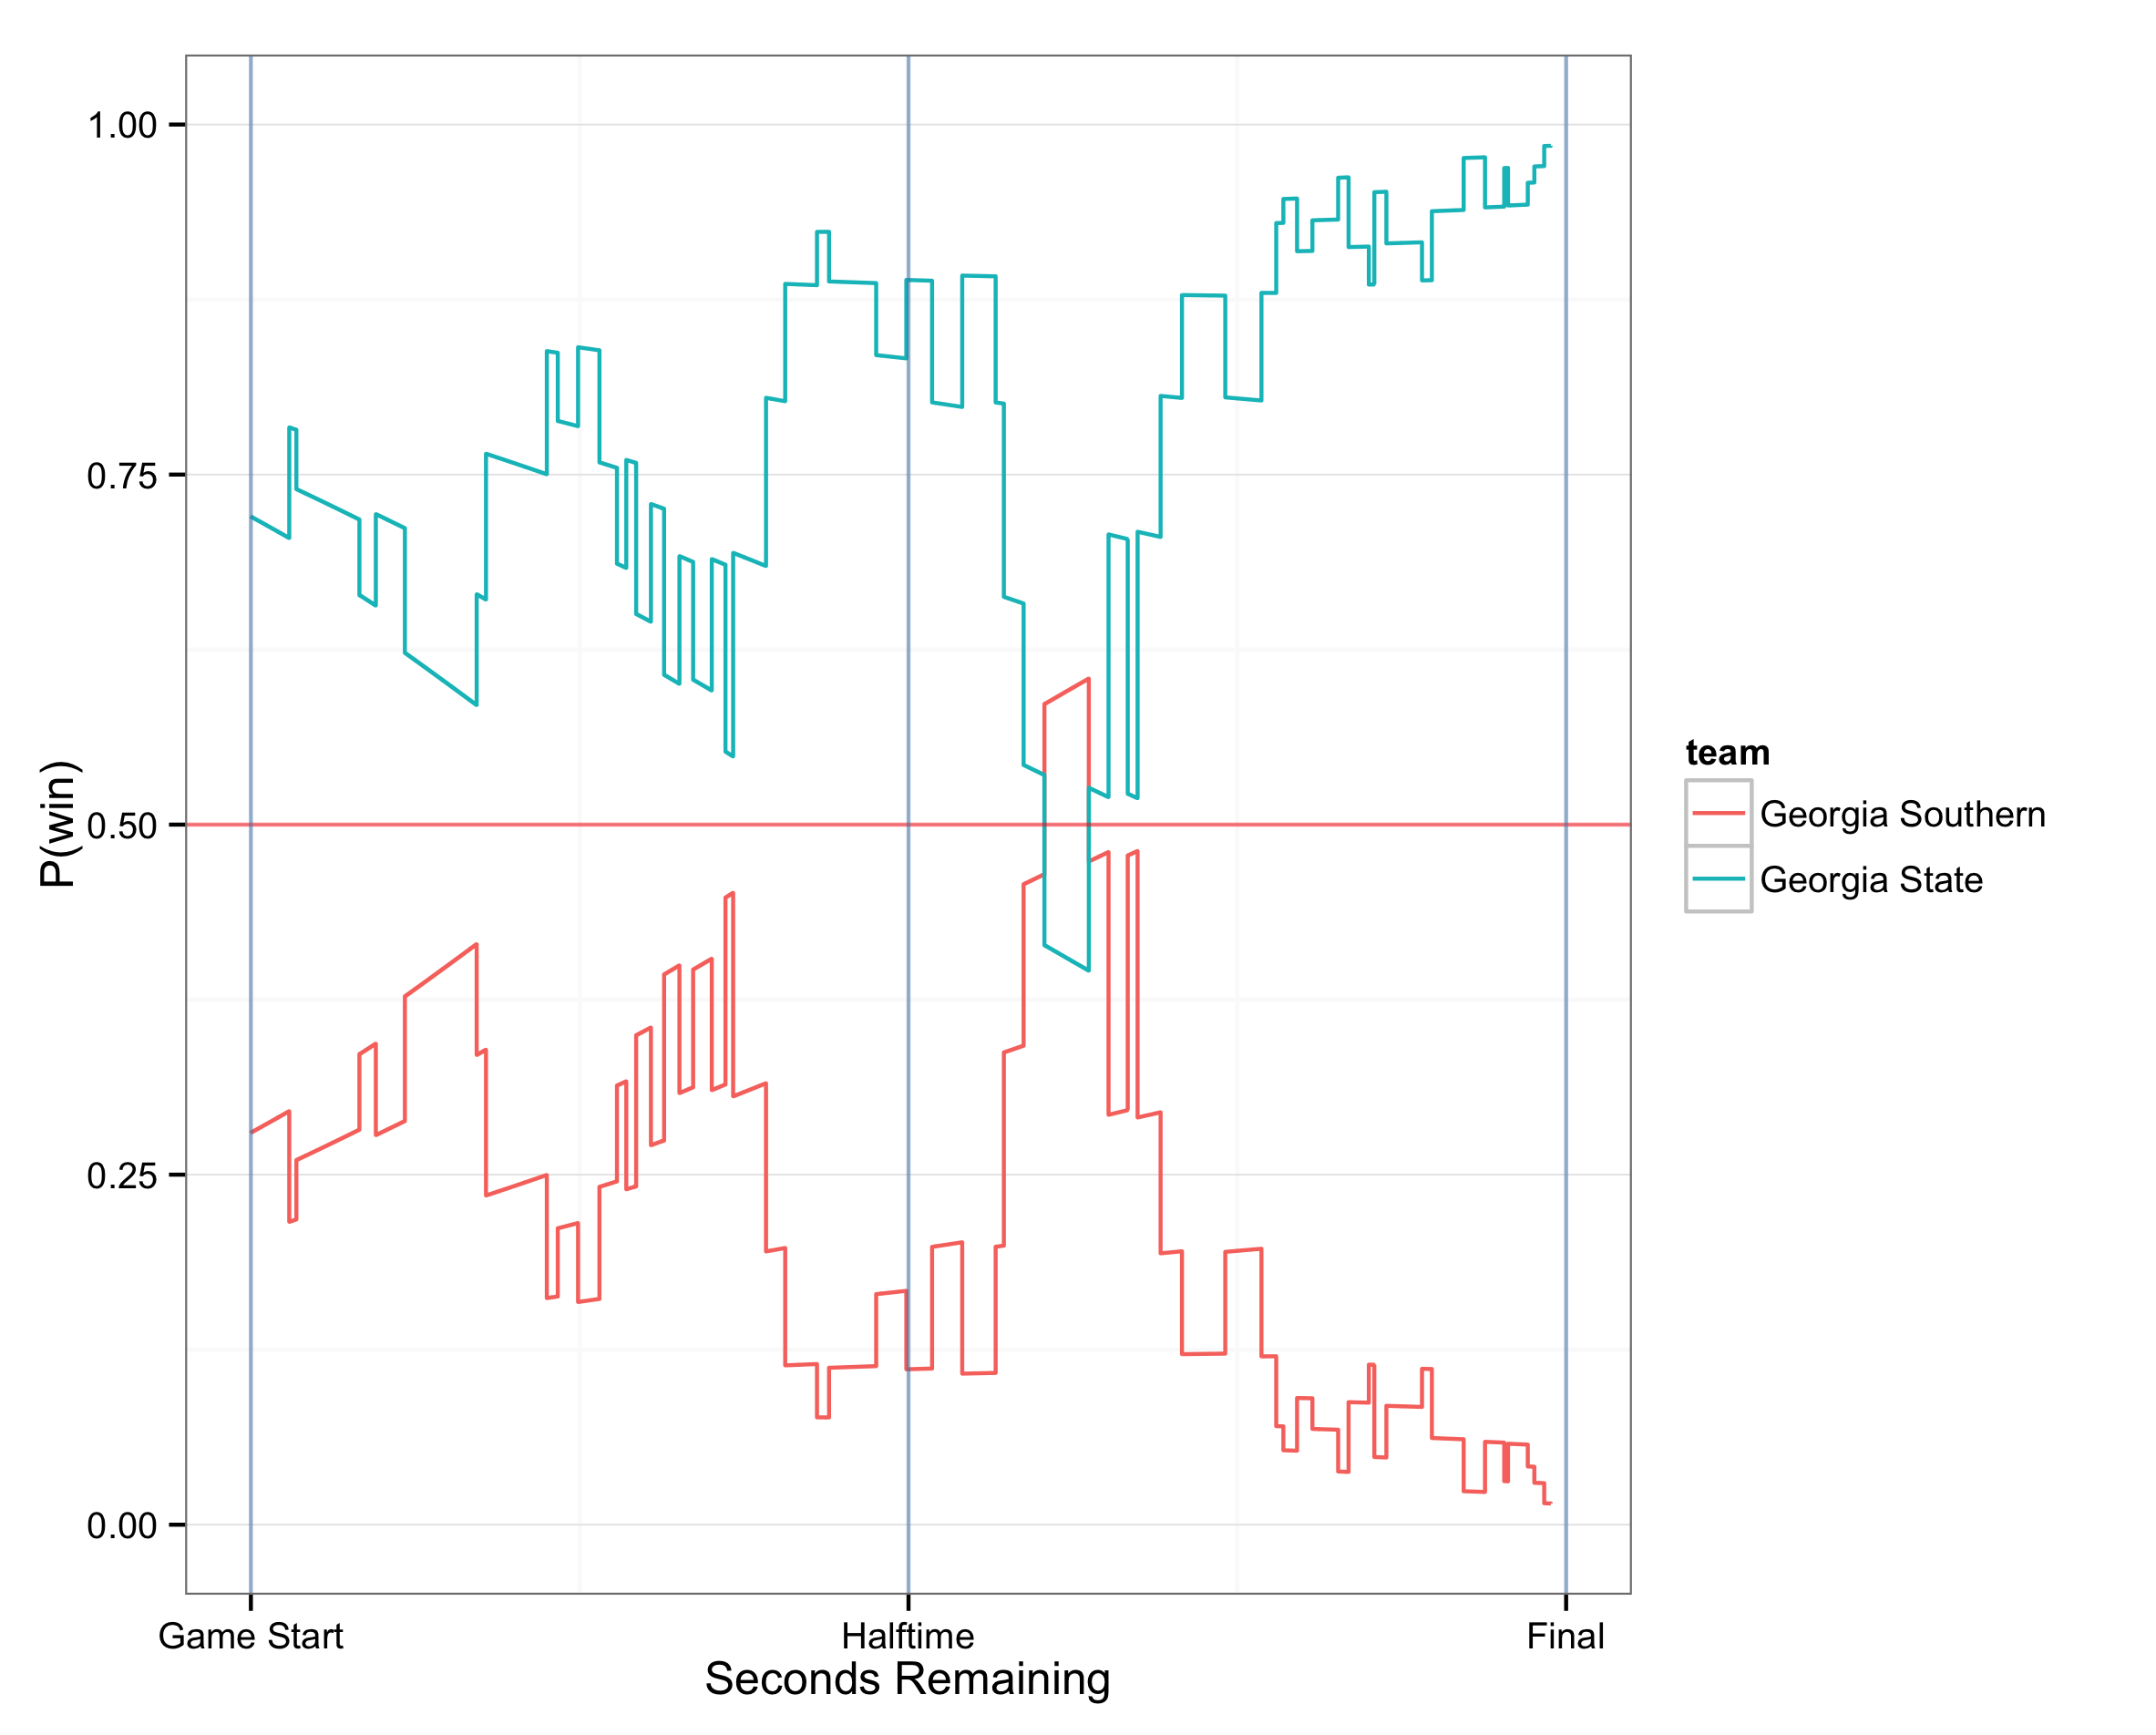 1.00
0.75
0.50
0.25
0.00
P(win)
Game Start
Halftime
Final
Seconds Remaining
team
Georgia Southern
Georgia State